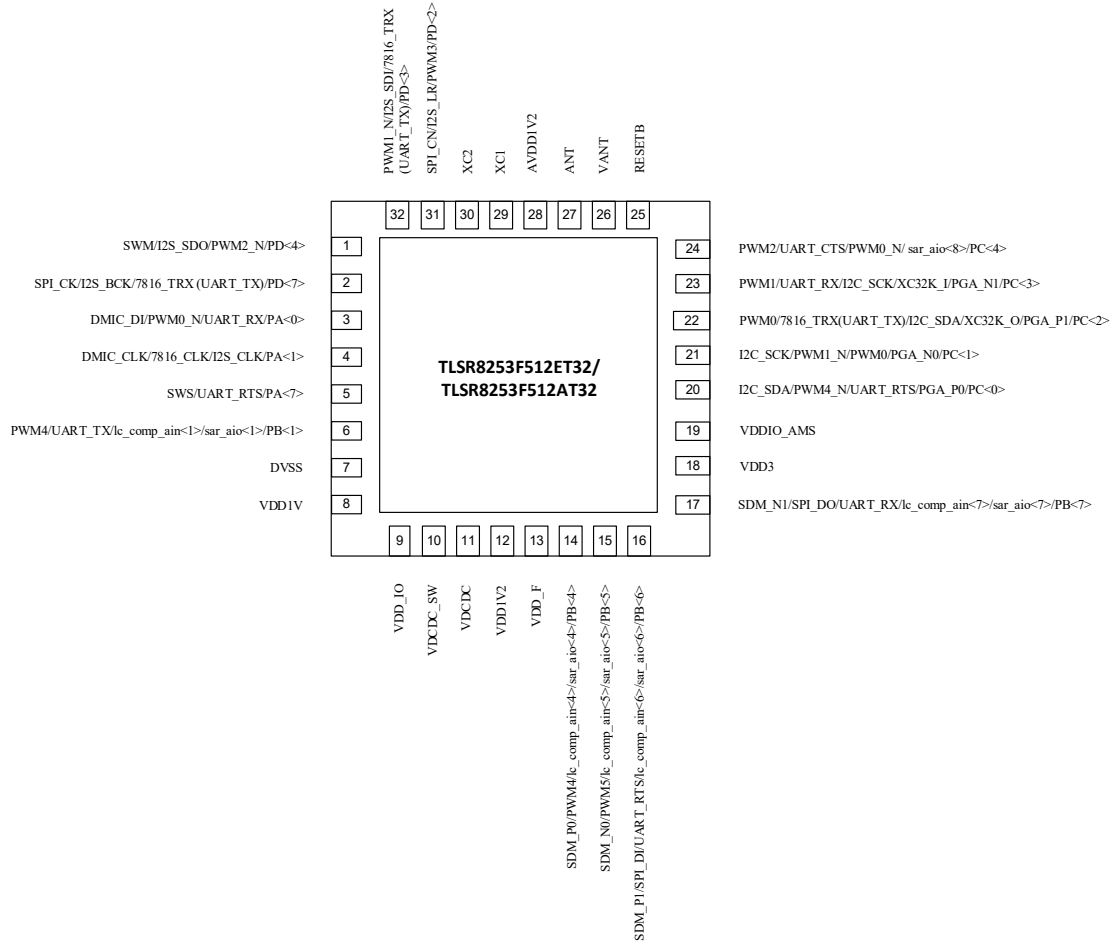 PWM1_N/I2S_SDI/7816_TRX
(UART_TX)/PD<3>
SPI_CN/I2S_LR/PWM3/PD<2>
XC2
XC1
AVDD1V2
ANT
VANT
RESETB
32
31
30
29
28
27
26
25
SWM/I2S_SDO/PWM2_N/PD<4>
1
SPI_CK/I2S_BCK/7816_TRX (UART_TX)/PD<7>
2
DMIC_DI/PWM0_N/UART_RX/PA<0>
3
DMIC_CLK/7816_CLK/I2S_CLK/PA<1>
4
SWS/UART_RTS/PA<7>
5
PWM4/UART_TX/lc_comp_ain<1>/sar_aio<1>/PB<1>
6
DVSS
7
VDD1V
8
TLSR8253F512ET32/
TLSR8253F512AT32
24
PWM2/UART_CTS/PWM0_N/ sar_aio<8>/PC<4>
23
PWM1/UART_RX/I2C_SCK/XC32K_I/PGA_N1/PC<3>
22
PWM0/7816_TRX(UART_TX)/I2C_SDA/XC32K_O/PGA_P1/PC<2>
21
I2C_SCK/PWM1_N/PWM0/PGA_N0/PC<1>
20
I2C_SDA/PWM4_N/UART_RTS/PGA_P0/PC<0>
19
VDDIO_AMS
18
VDD3
17
SDM_N1/SPI_DO/UART_RX/lc_comp_ain<7>/sar_aio<7>/PB<7>
9
10
11
12
13
14
15
16
VDD_IO
VDCDC_SW
VDCDC
VDD1V2
VDD_F
SDM_P0/PWM4/lc_comp_ain<4>/sar_aio<4>/PB<4>
SDM_N0/PWM5/lc_comp_ain<5>/sar_aio<5>/PB<5>
SDM_P1/SPI_DI/UART_RTS/lc_comp_ain<6>/sar_aio<6>/PB<6>